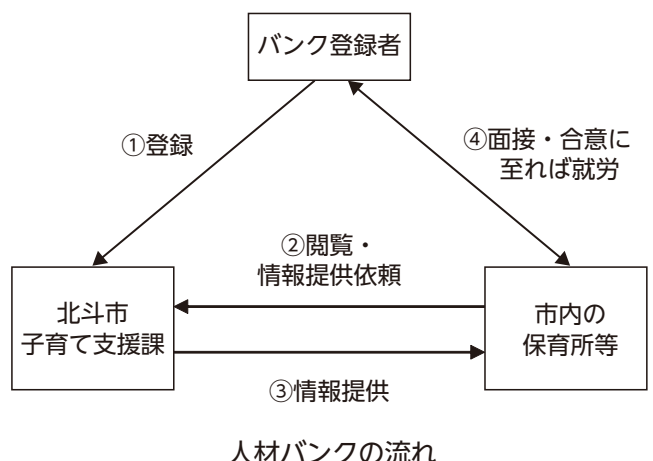 バンク登録者
①登録
④面接・合意に
至れば就労
②閲覧・
情報提供依頼
北斗市
子育て支援課
市内の
保育所等
③情報提供
人材バンクの流れ